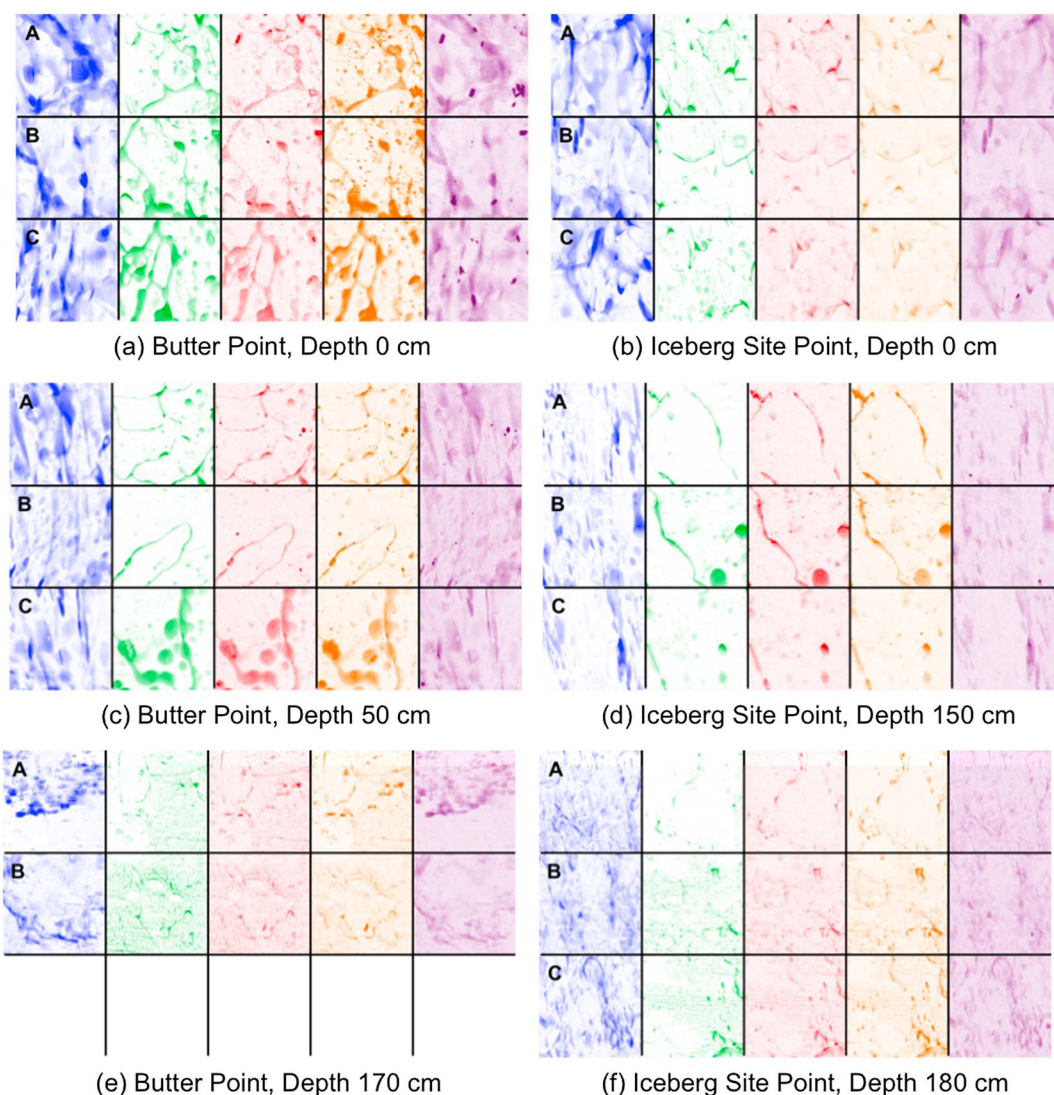 A
B
C
(a) Butter Point, Depth 0 cm
A
B
C
(b) Iceberg Site Point, Depth 0 cm
A
B
C
(c) Butter Point, Depth 50 cm
A
B
C
(d) Iceberg Site Point, Depth 150 cm
A
B
(e) Butter Point, Depth 170 cm
A
B
C
(f) Iceberg Site Point, Depth 180 cm